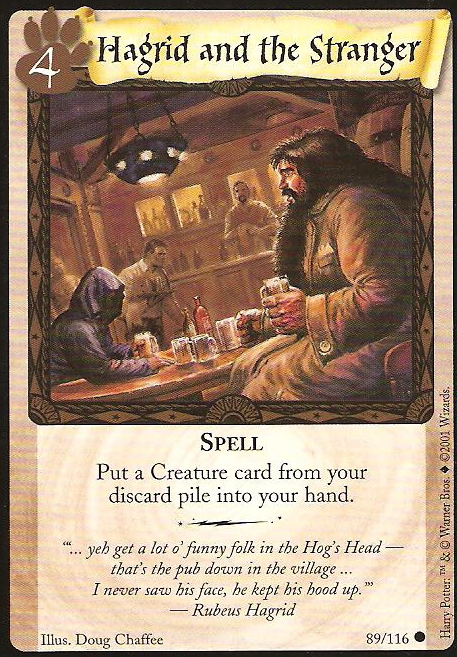 4
Hagrid and the Stranger
SPELL
Put a Creature card from your
discard pile into your hand.
"'... yeh get a lot o' funny folk in the Hog's Head —
that's the pub down in the village ...
I never saw his face, he kept his hood up.'"
— Rubeus Hagrid
Illus. Doug Chaffee
89/116
Harry Potter, ™ & © Warner Bros. ◆ ©2001 Wizards.